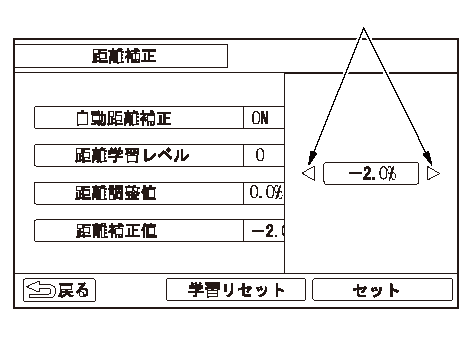 距離補正
自動距離補正 ON
距離学習レベル 0
距離調整値 0.0%
距離補正値 −2.
−2.0%
戻る 学習リセット セット